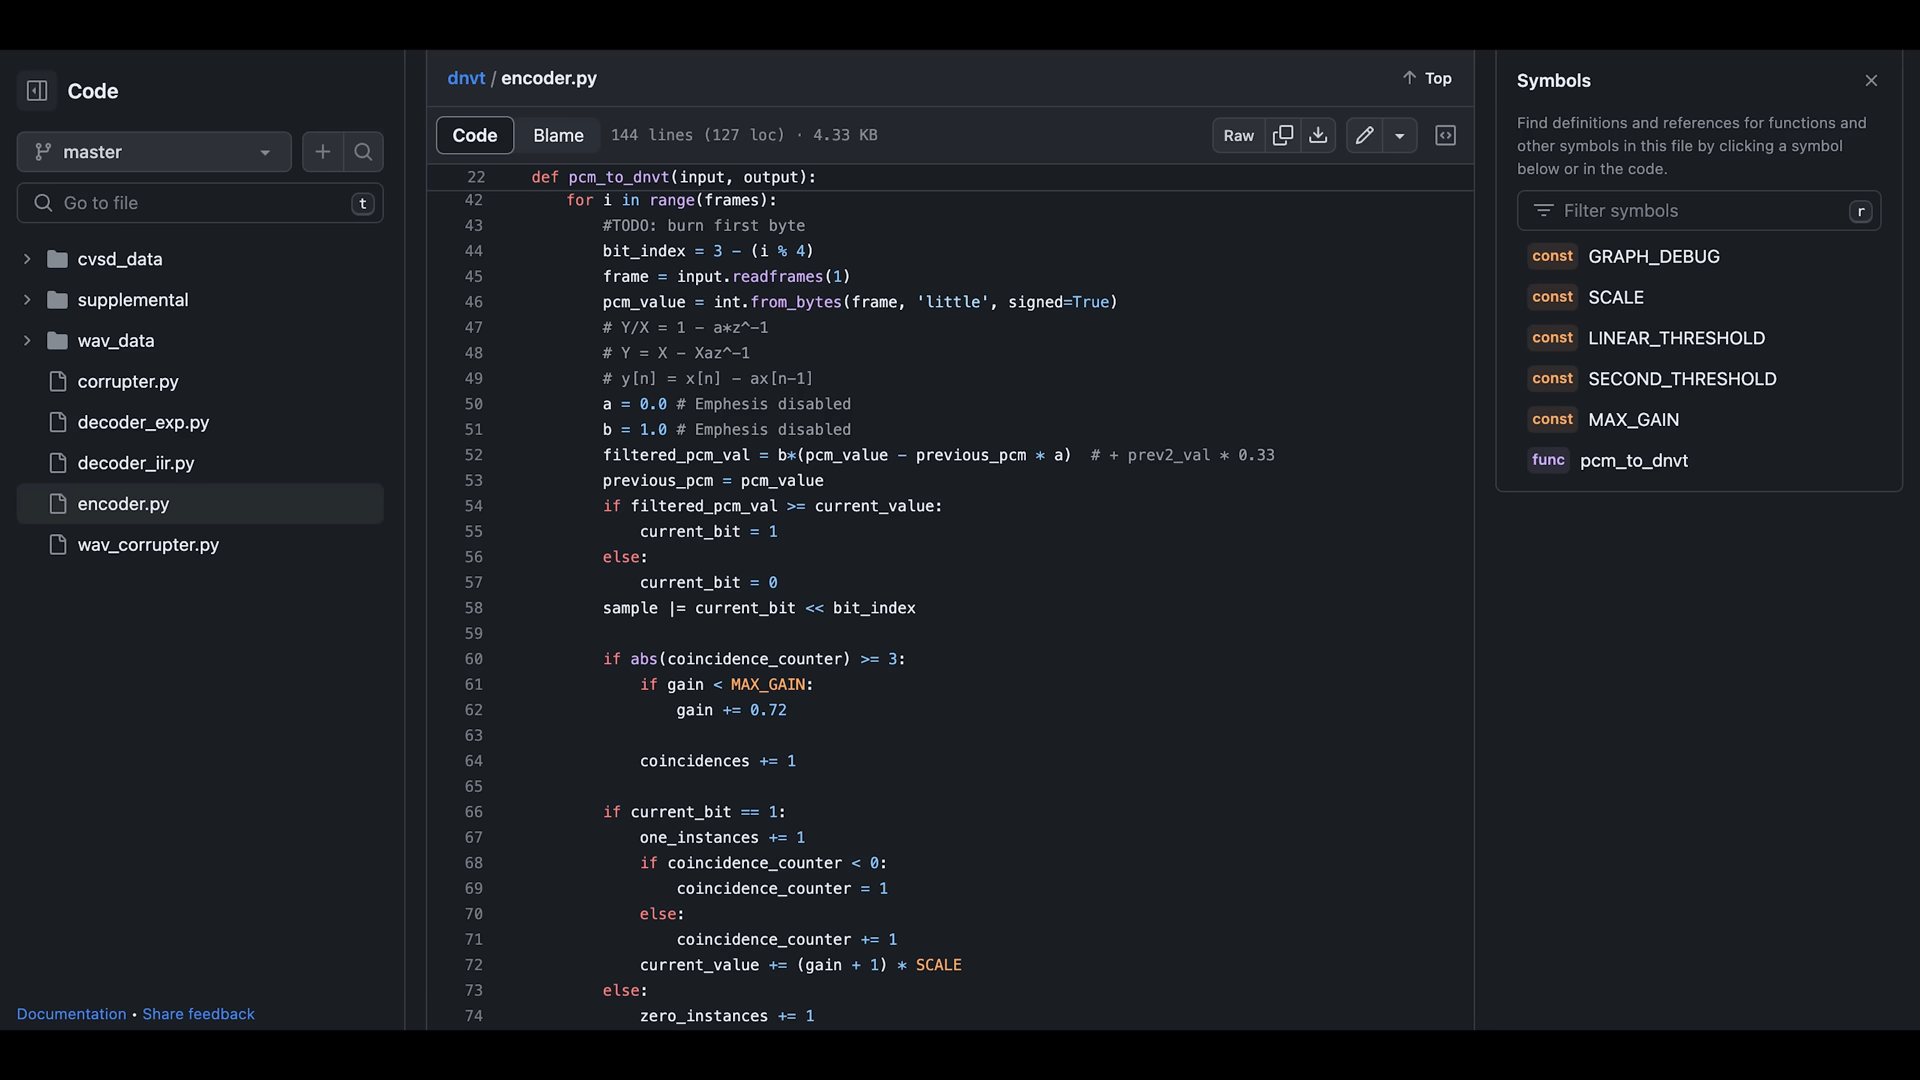 Code
master
Go to file
t
cvsd_data
supplemental
wav_data
corrupter.py
decoder_exp.py
decoder_iir.py
encoder.py
wav_corrupter.py
Documentation • Share feedback
dnvt / encoder.py
Top
Code Blame 144 lines (127 loc) · 4.33 KB
Raw
22 def pcm_to_dnvt(input, output):
42 for i in range(frames):
43 #TODO: burn first byte
44 bit_index = 3 - (i % 4)
45 frame = input.readframes(1)
46 pcm_value = int.from_bytes(frame, 'little', signed=True)
47 # Y/X = 1 - a*z^-1
48 # Y = X - Xaz^-1
49 # y[n] = x[n] - ax[n-1]
50 a = 0.0 # Emphesis disabled
51 b = 1.0 # Emphesis disabled
52 filtered_pcm_val = b*(pcm_value - previous_pcm * a) # + prev2_val * 0.33
53 previous_pcm = pcm_value
54 if filtered_pcm_val >= current_value:
55 current_bit = 1
56 else:
57 current_bit = 0
58 sample |= current_bit << bit_index
59
60 if abs(coincidence_counter) >= 3:
61 if gain < MAX_GAIN:
62 gain += 0.72
63
64 coincidences += 1
65
66 if current_bit == 1:
67 one_instances += 1
68 if coincidence_counter < 0:
69 coincidence_counter = 1
70 else:
71 coincidence_counter += 1
72 current_value += (gain + 1) * SCALE
73 else:
74 zero_instances += 1
Symbols
Find definitions and references for functions and
other symbols in this file by clicking a symbol
below or in the code.
Filter symbols
r
const GRAPH_DEBUG
const SCALE
const LINEAR_THRESHOLD
const SECOND_THRESHOLD
const MAX_GAIN
func pcm_to_dnvt